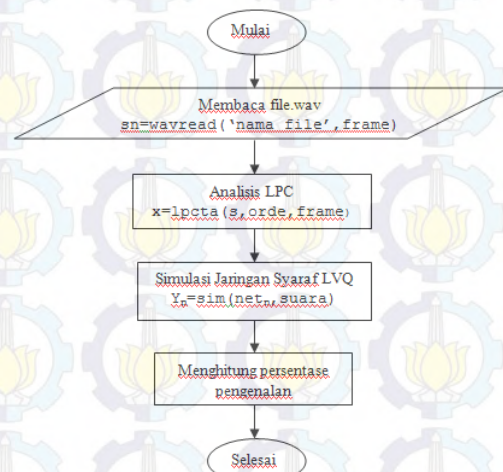 Mulai
Membaca file.wav
sn=wavread(‘nama file’,frame)
Analisis LPC
x=lpcta(s,orde,frame)
Simulasi Jaringan Syaraf LVQ
Yn=sim(netn,suara)
Menghitung persentase
pengenalan
Selesai